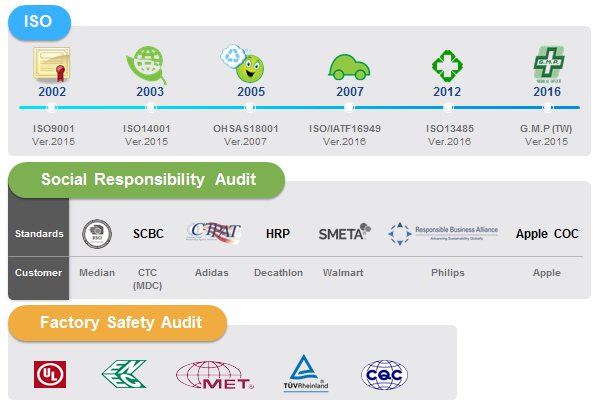 ISO
G.M.P.
2002 2003 2005 2007 2012 2016
ISO9001 ISO14001 OHSAS18001 ISO/IATF16949 ISO13485 G.M.P (TW)
Ver.2015 Ver.2015 Ver.2007 Ver.2016 Ver.2016 Ver.2015
Social Responsibility Audit
Standards BSCI SCBC C-TPAT HRP SMETA Responsible Business Alliance Apple COC
Advancing Sustainability Globally
Customer Median CTC Adidas Decathlon Walmart Philips Apple
(MDC)
Factory Safety Audit
UL MET® TÜVRheinland CQC